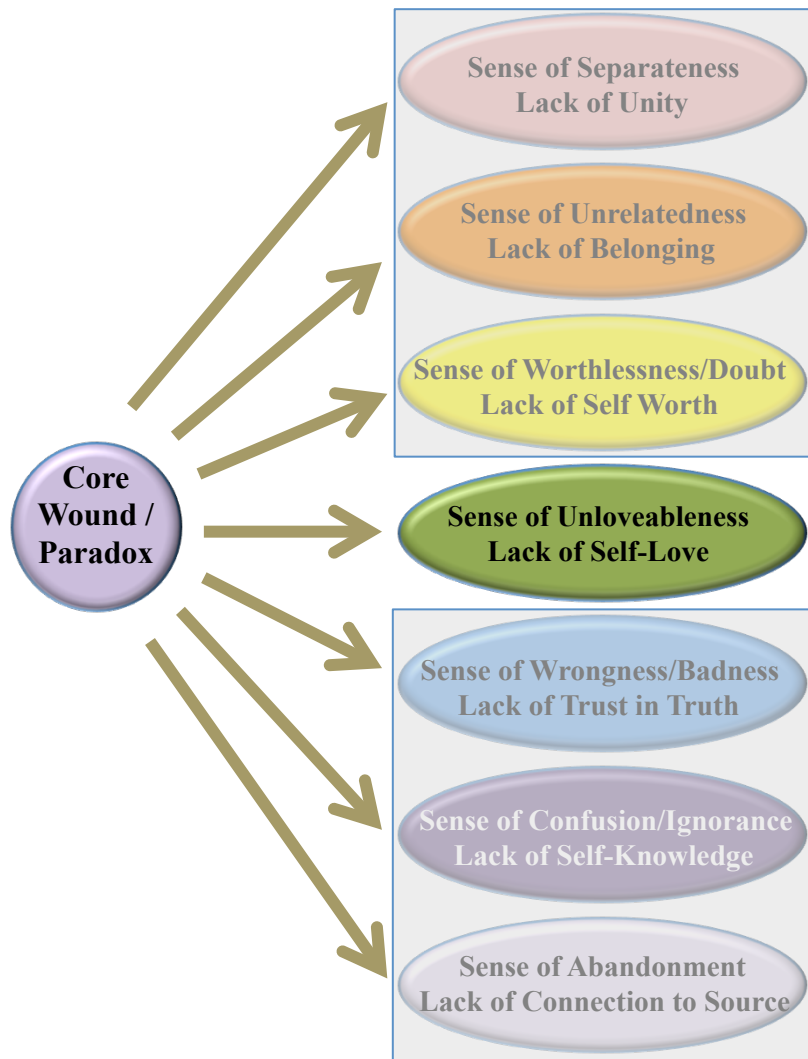 Sense of Separateness
Lack of Unity
Sense of Unrelatedness
Lack of Belonging
Sense of Worthlessness/Doubt
Lack of Self Worth
Core
Wound /
Paradox
Sense of Unloveableness
Lack of Self-Love
Sense of Wrongness/Badness
Lack of Trust in Truth
Sense of Confusion/Ignorance
Lack of Self-Knowledge
Sense of Abandonment
Lack of Connection to Source